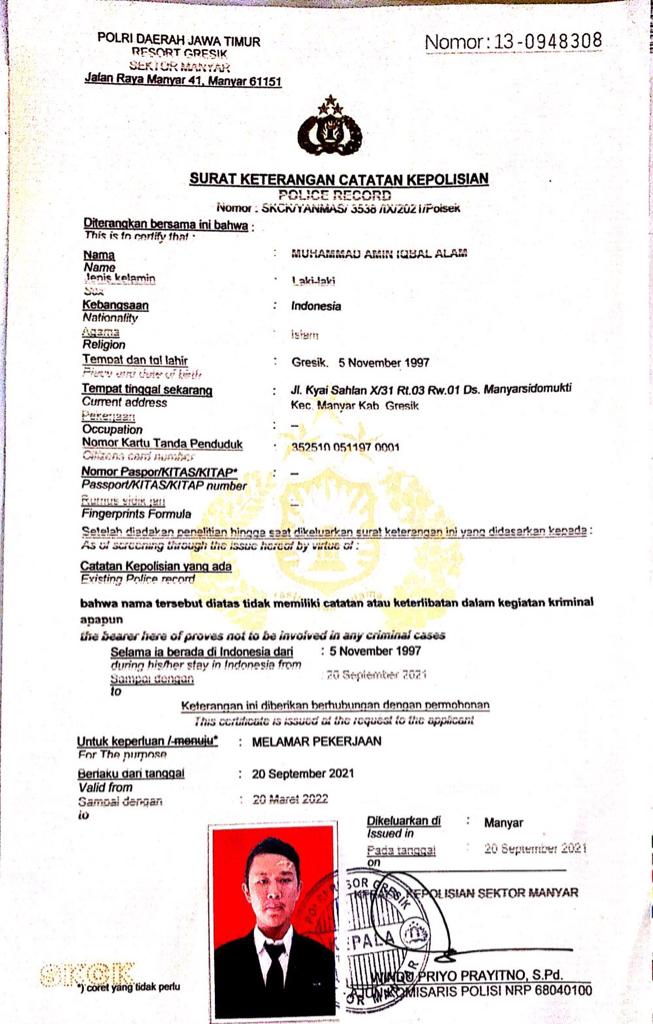 POLRI DAERAH JAWA TIMUR
RESORT GRESIK
SEKTOR MANYAR
Jalan Raya Manyar 41, Manyar 61151
Nomor: 13-0948308
SURAT KETERANGAN CATATAN KEPOLISIAN
POLICE RECORD
Nomor : SKCK/YANMAS/ 3538 /IX/2021/Polsek
Diterangkan bersama ini bahwa :
This is to certify that :
Nama : MUHAMMAD AMIN IQBAL ALAM
Name
Jenis kelamin : Laki-laki
Sex
Kebangsaan : Indonesia
Nationality
Agama : Islam
Religion
Tempat dan tgl lahir : Gresik, 5 November 1997
Place and date of birth
Tempat tinggal sekarang : Jl. Kyai Sahlan X/31 Rt.03 Rw.01 Ds. Manyarsidomukti
Current address Kec. Manyar Kab. Gresik
Pekerjaan : –
Occupation
Nomor Kartu Tanda Penduduk : 352510 051197 0001
Citizens card number
Nomor Paspor/KITAS/KITAP* : –
Passport/KITAS/KITAP number
Rumus sidik jari –
Fingerprints Formula
Setelah diadakan penelitian hingga saat dikeluarkan surat keterangan ini yang didasarkan kepada :
As of screening through the issue hereof by virtue of :
Catatan Kepolisian yang ada
Existing Police record
bahwa nama tersebut diatas tidak memiliki catatan atau keterlibatan dalam kegiatan kriminal
apapun
the bearer here of proves not to be involved in any criminal cases
Selama ia berada di Indonesia dari : 5 November 1997
during his/her stay in Indonesia from
Sampai dengan : 20 September 2021
to
Keterangan ini diberikan berhubungan dengan permohonan
This certificate is issued at the request to the applicant
Untuk keperluan /-menuju* : MELAMAR PEKERJAAN
For The purpose
Berlaku dari tanggal : 20 September 2021
Valid from
Sampai dengan : 20 Maret 2022
to
Dikeluarkan di : Manyar
Issued in
Pada tanggal : 20 September 2021
on
KEPOLISIAN SEKTOR MANYAR
KEPALA
WINDU PRIYO PRAYITNO, S.Pd.
AJUN KOMISARIS POLISI NRP 68040100
SKCK
*) coret yang tidak perlu